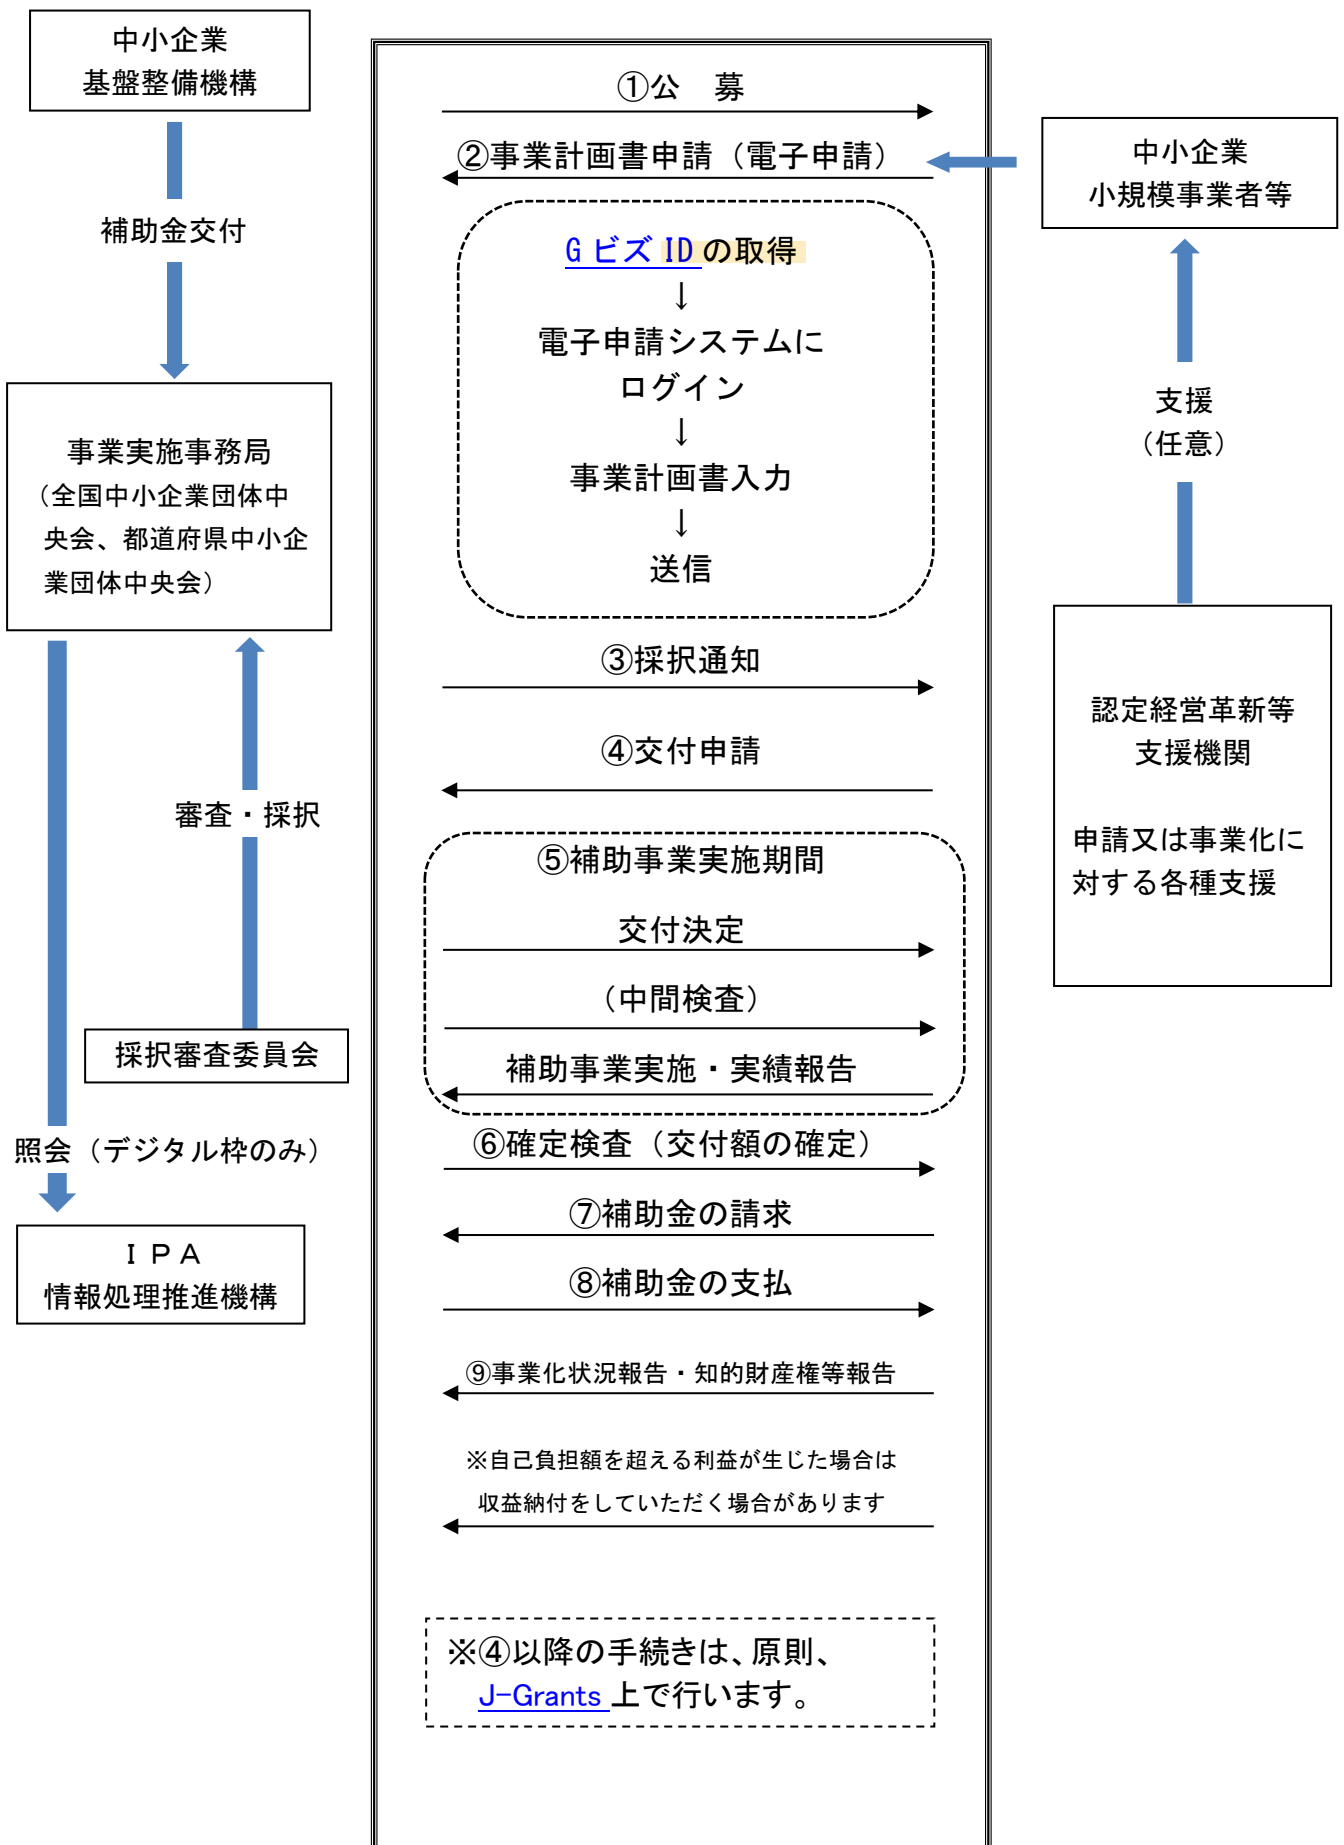 中小企業
基盤整備機構
補助金交付
事業実施事務局
（全国中小企業団体中
央会、都道府県中小企
業団体中央会）
審査・採択
採択審査委員会
照会（デジタル枠のみ）
ＩＰＡ
情報処理推進機構
①公　募
②事業計画書申請（電子申請）
GビズIDの取得
↓
電子申請システムに
ログイン
↓
事業計画書入力
↓
送信
③採択通知
④交付申請
⑤補助事業実施期間
交付決定
（中間検査）
補助事業実施・実績報告
⑥確定検査（交付額の確定）
⑦補助金の請求
⑧補助金の支払
⑨事業化状況報告・知的財産権等報告
※自己負担額を超える利益が生じた場合は
収益納付をしていただく場合があります
※④以降の手続きは、原則、
J-Grants上で行います。
中小企業
小規模事業者等
支援
（任意）
認定経営革新等
支援機関
申請又は事業化に
対する各種支援